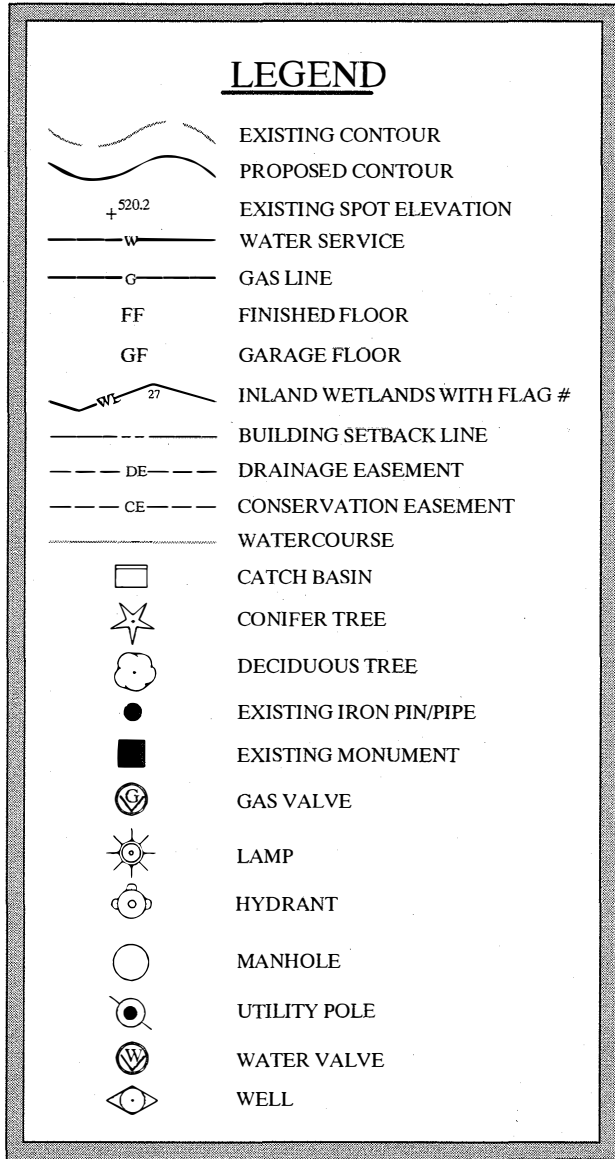 LEGEND
EXISTING CONTOUR
PROPOSED CONTOUR
+520.2 EXISTING SPOT ELEVATION
W WATER SERVICE
G GAS LINE
FF FINISHED FLOOR
GF GARAGE FLOOR
WL 27 INLAND WETLANDS WITH FLAG #
BUILDING SETBACK LINE
DE DRAINAGE EASEMENT
CE CONSERVATION EASEMENT
WATERCOURSE
CATCH BASIN
CONIFER TREE
DECIDUOUS TREE
EXISTING IRON PIN/PIPE
EXISTING MONUMENT
G GAS VALVE
LAMP
HYDRANT
MANHOLE
UTILITY POLE
W WATER VALVE
WELL